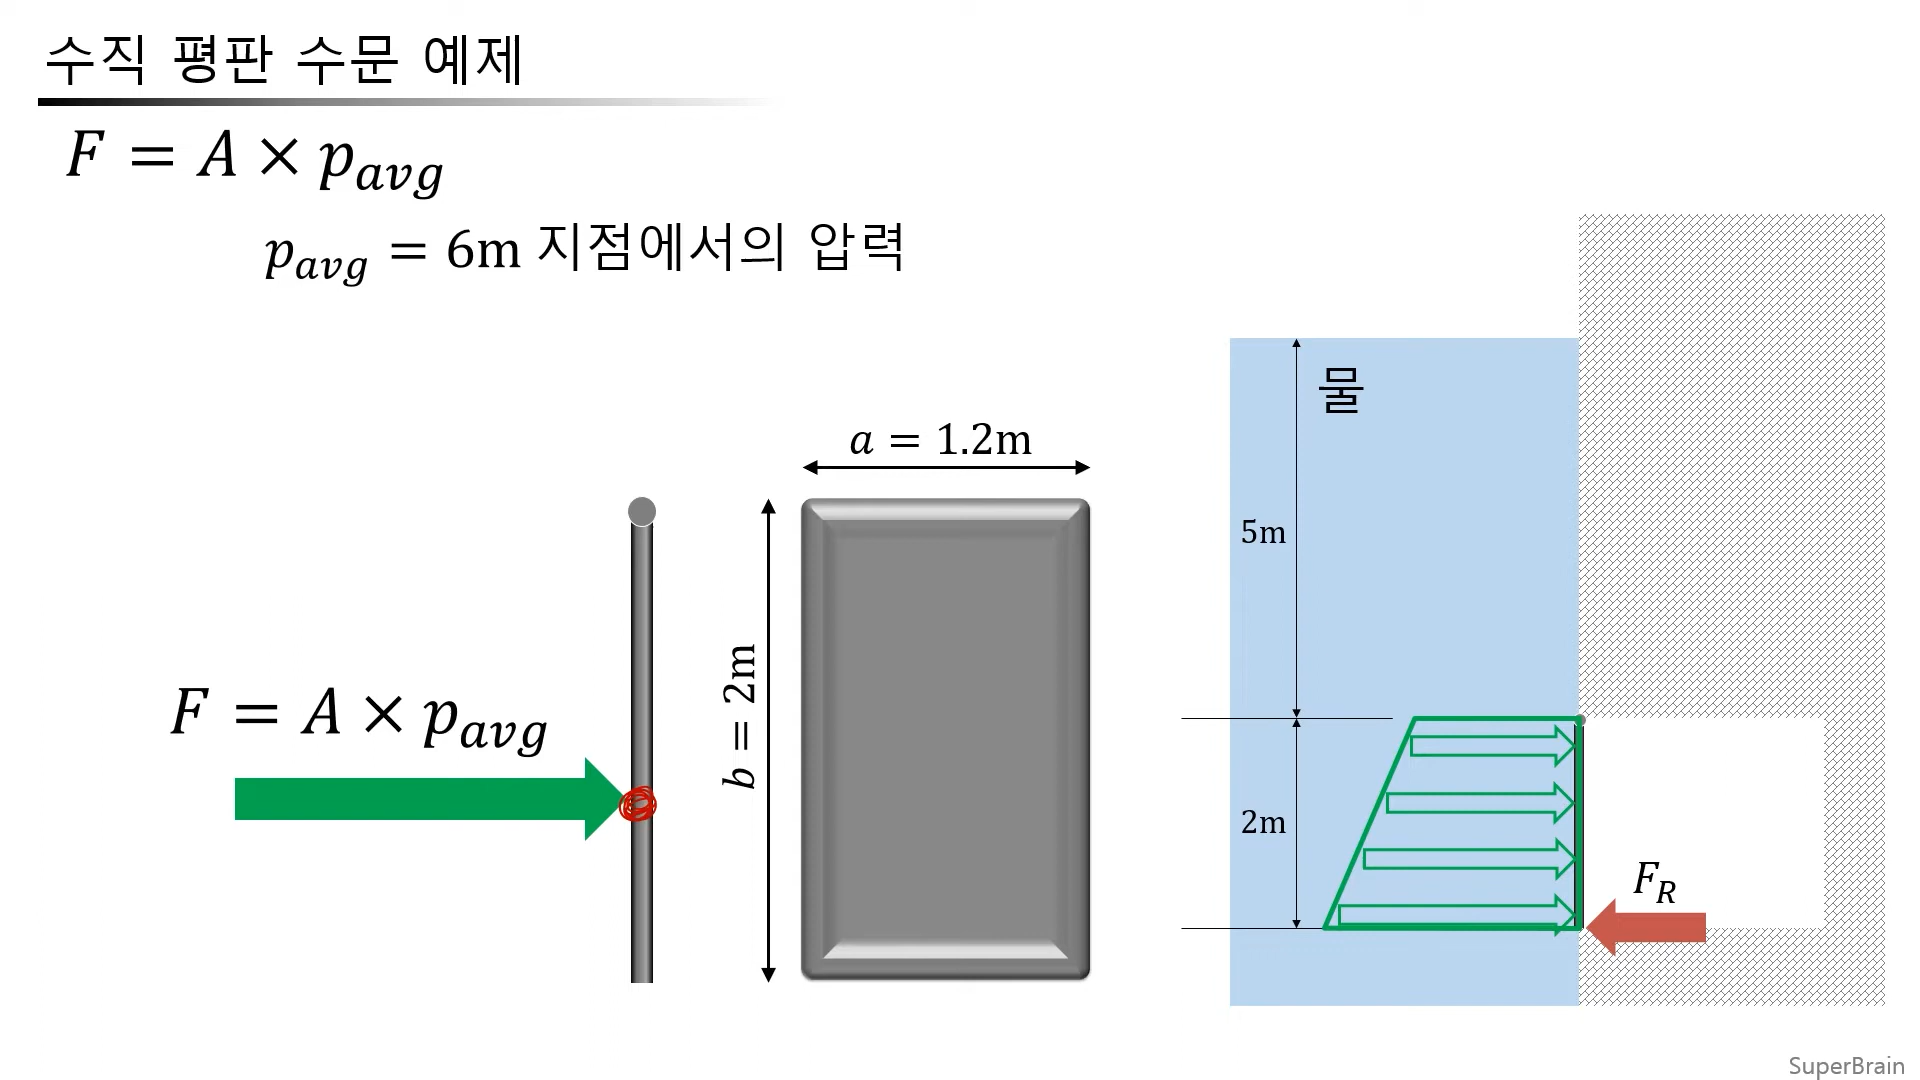 수직 평판 수문 예제
F = A × p_avg
p_avg = 6m 지점에서의 압력
물
a = 1.2m
5m
b = 2m
F = A × p_avg
2m
F_R
SuperBrain